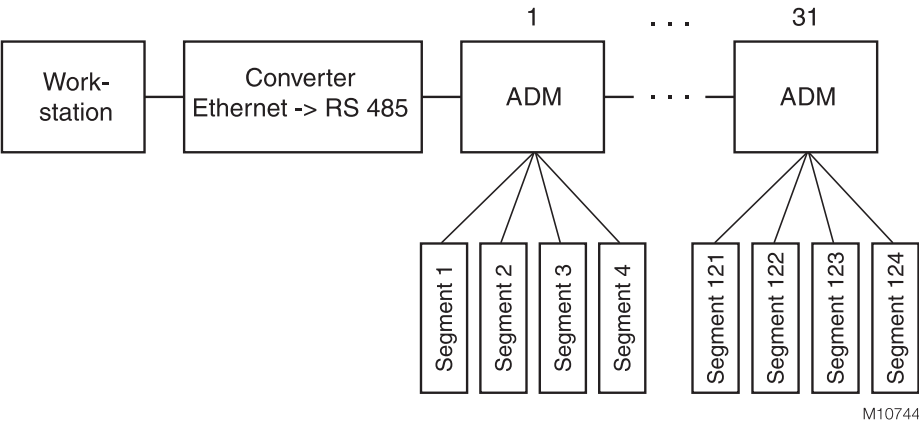 1 . . . 31
Work-
station
Converter
Ethernet -> RS 485
ADM
. . .
ADM
Segment 1
Segment 2
Segment 3
Segment 4
Segment 121
Segment 122
Segment 123
Segment 124
M10744